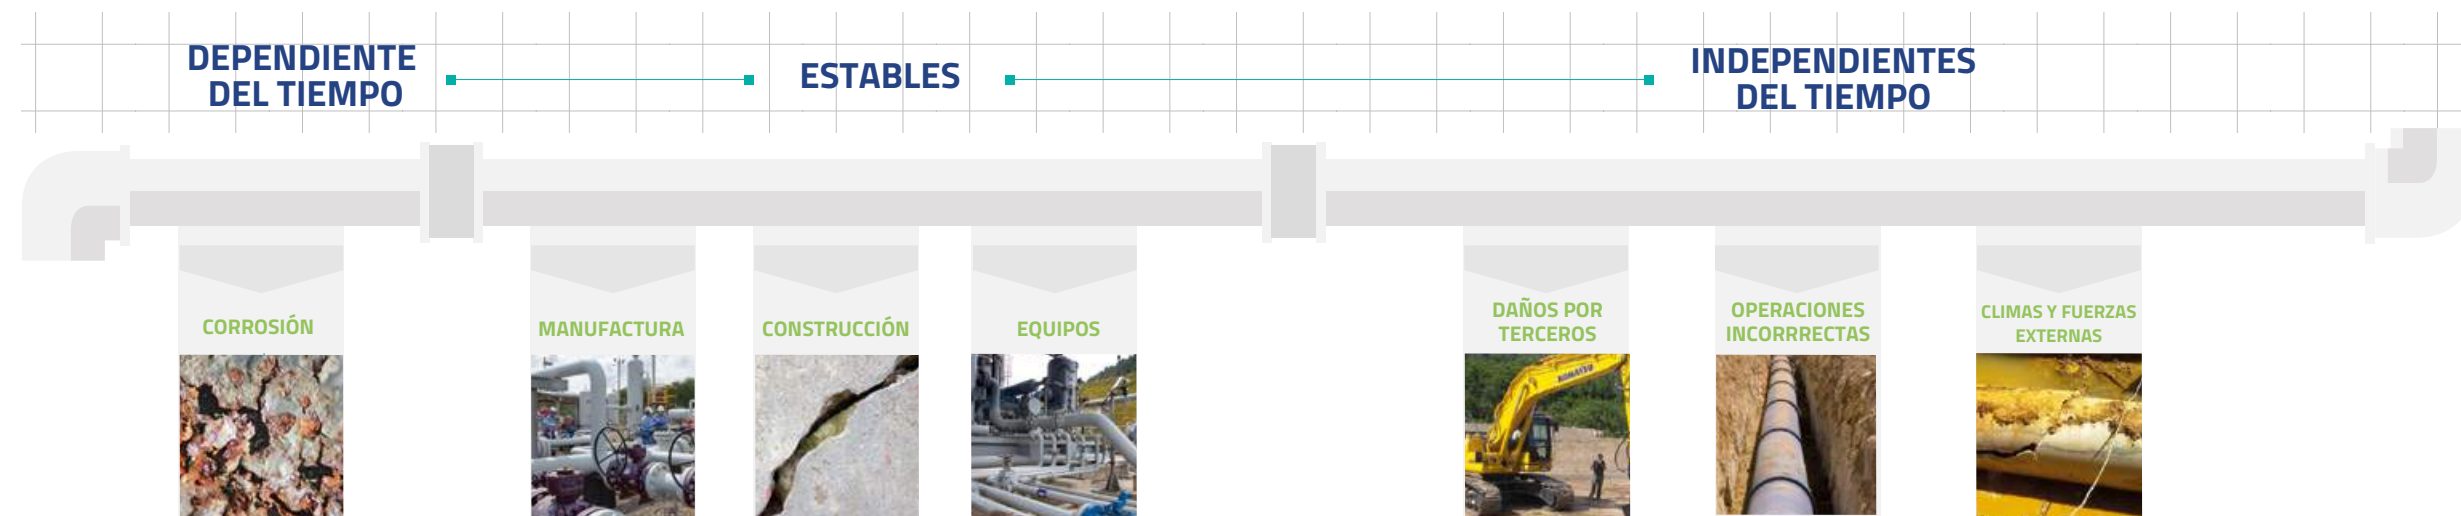 DEPENDIENTE
DEL TIEMPO
ESTABLES
INDEPENDIENTES
DEL TIEMPO
CORROSIÓN
MANUFACTURA
CONSTRUCCIÓN
EQUIPOS
DAÑOS POR
TERCEROS
OPERACIONES
INCORRRECTAS
CLIMAS Y FUERZAS
EXTERNAS
KOMATSU